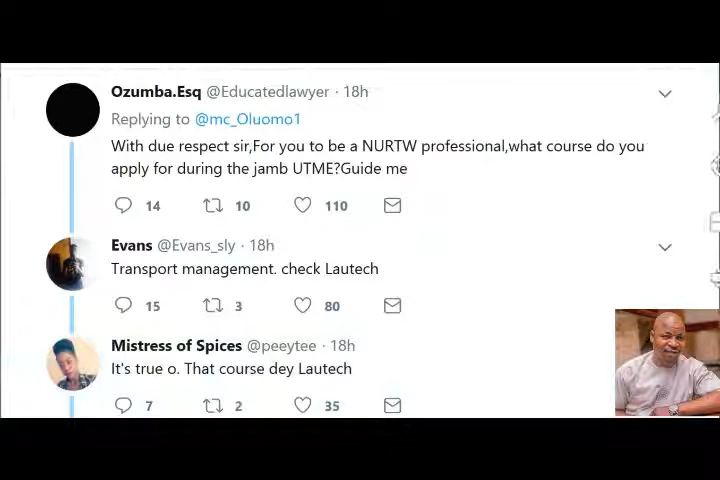 Ozumba.Esq @Educatedlawyer · 18h
Replying to @mc_Oluomo1
With due respect sir,For you to be a NURTW professional,what course do you
apply for during the jamb UTME?Guide me
14 10 110
Evans @Evans_sly · 18h
Transport management. check Lautech
15 3 80
Mistress of Spices @peeytee · 18h
It's true o. That course dey Lautech
7 2 35